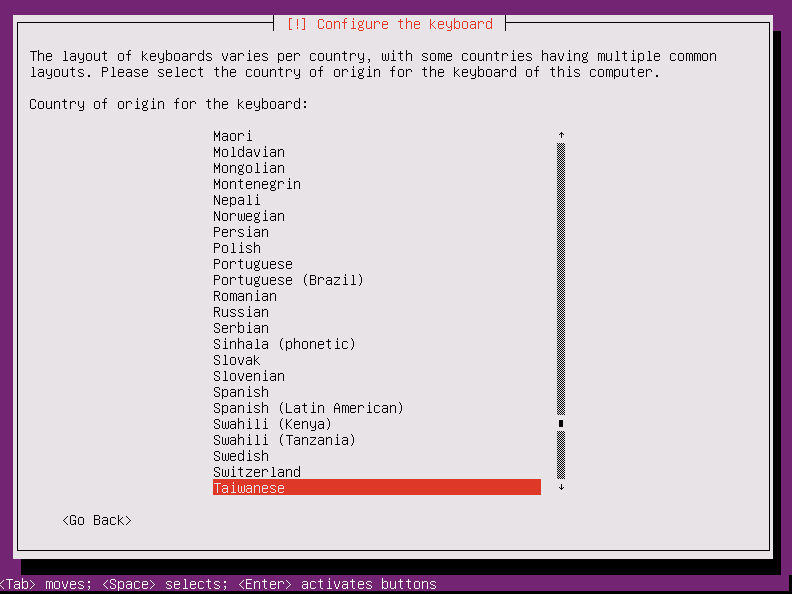 [!] Configure the keyboard
The layout of keyboards varies per country, with some countries having multiple common
layouts. Please select the country of origin for the keyboard of this computer.
Country of origin for the keyboard:
Maori
Moldavian
Mongolian
Montenegrin
Nepali
Norwegian
Persian
Polish
Portuguese
Portuguese (Brazil)
Romanian
Russian
Serbian
Sinhala (phonetic)
Slovak
Slovenian
Spanish
Spanish (Latin American)
Swahili (Kenya)
Swahili (Tanzania)
Swedish
Switzerland
Taiwanese
<Go Back>
<Tab> moves; <Space> selects; <Enter> activates buttons